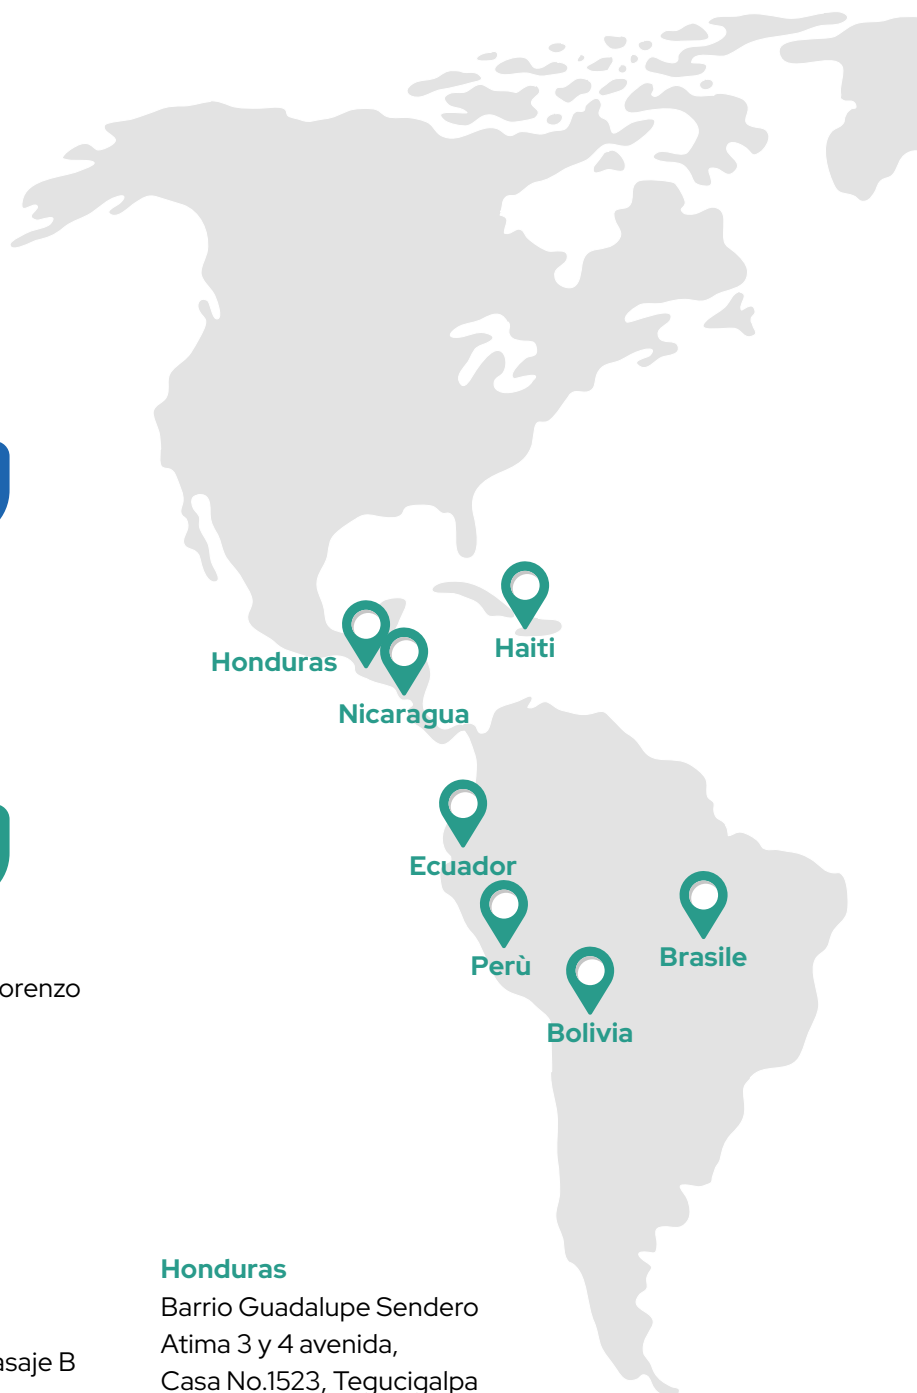 Haiti
Honduras
Nicaragua
Ecuador
Perù
Brasile
Bolivia
orenzo
asaje B
Honduras
Barrio Guadalupe Sendero
Atima 3 y 4 avenida,
Casa No.1523, Tegucigalpa